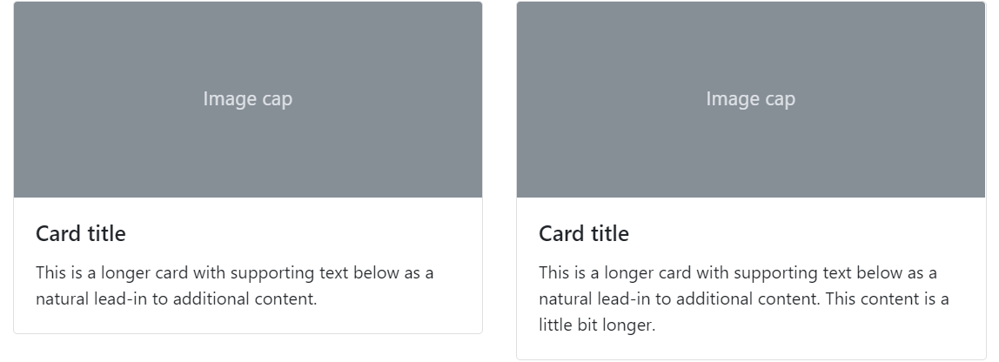 Image cap
Card title
This is a longer card with supporting text below as a
natural lead-in to additional content.
Image cap
Card title
This is a longer card with supporting text below as a
natural lead-in to additional content. This content is a
little bit longer.